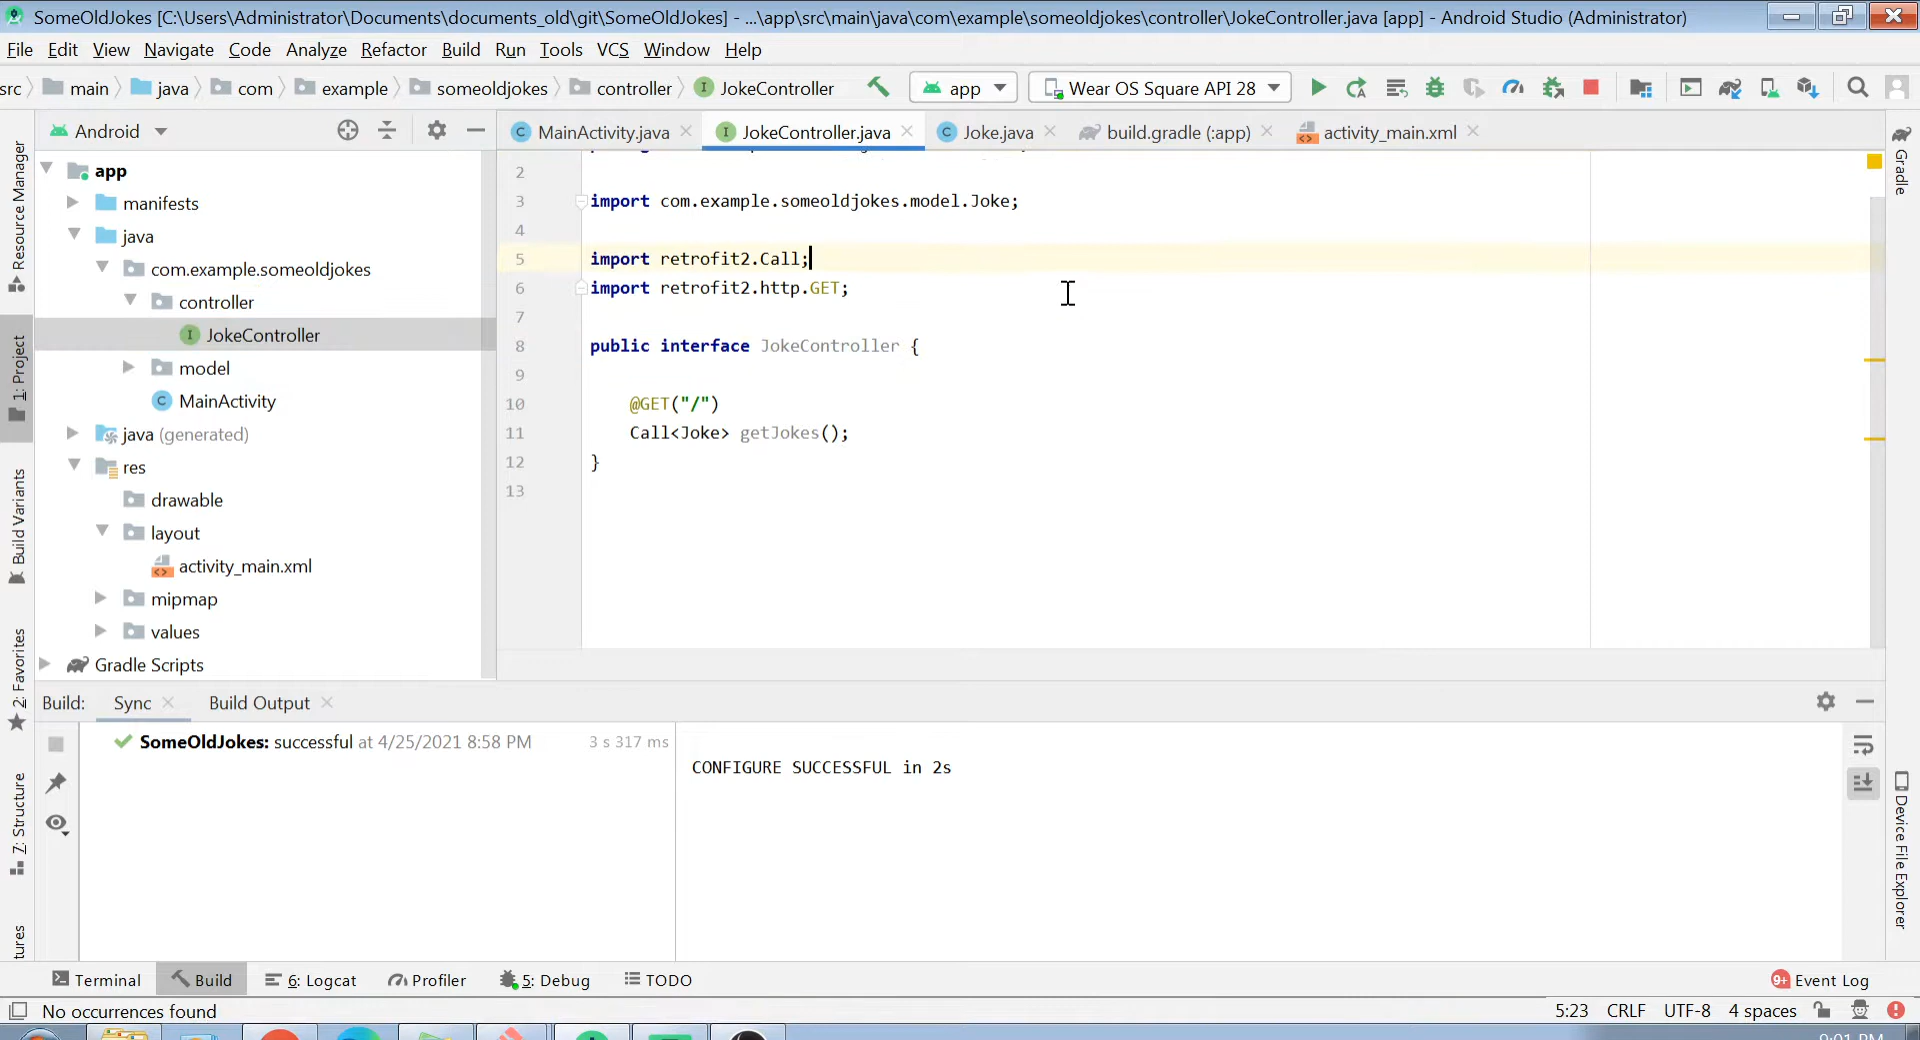 SomeOldJokes [C:\Users\Administrator\Documents\documents_old\git\SomeOldJokes] - ...\app\src\main\java\com\example\someoldjokes\controller\JokeController.java [app] - Android Studio (Administrator)
File Edit View Navigate Code Analyze Refactor Build Run Tools VCS Window Help
src main java com example someoldjokes controller JokeController app Wear OS Square API 28
Android
MainActivity.java JokeController.java Joke.java build.gradle (:app) activity_main.xml
Resource Manager
1: Project
Build Variants
2: Favorites
7: Structure
tures
app
manifests
java
com.example.someoldjokes
controller
JokeController
model
MainActivity
java (generated)
res
drawable
layout
activity_main.xml
mipmap
values
Gradle Scripts
2
3 import com.example.someoldjokes.model.Joke;
4
5 import retrofit2.Call;
6 import retrofit2.http.GET;
7
8 public interface JokeController {
9
10 @GET("/")
11 Call<Joke> getJokes();
12 }
13
Gradle
Device File Explorer
Build: Sync Build Output
SomeOldJokes: successful at 4/25/2021 8:58 PM 3 s 317 ms
CONFIGURE SUCCESSFUL in 2s
Terminal Build 6: Logcat Profiler 5: Debug TODO 9+ Event Log
No occurrences found 5:23 CRLF UTF-8 4 spaces
9:01 PM